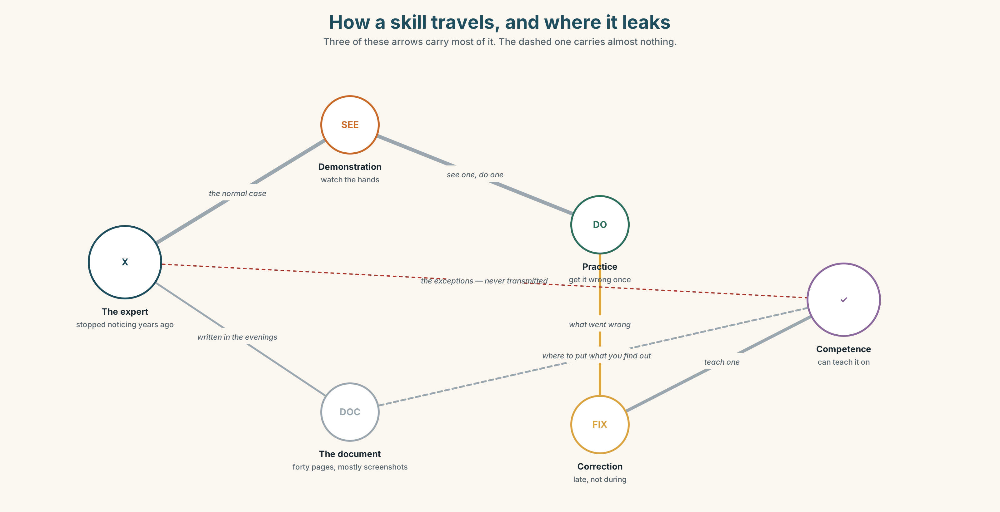 How a skill travels, and where it leaks
Three of these arrows carry most of it. The dashed one carries almost nothing.
SEE
Demonstration
watch the hands
see one, do one
the normal case
DO
Practice
get it wrong once
X
The expert
stopped noticing years ago
the exceptions — never transmitted
✓
Competence
can teach it on
what went wrong
written in the evenings
where to put what you find out
teach one
DOC
The document
forty pages, mostly screenshots
FIX
Correction
late, not during